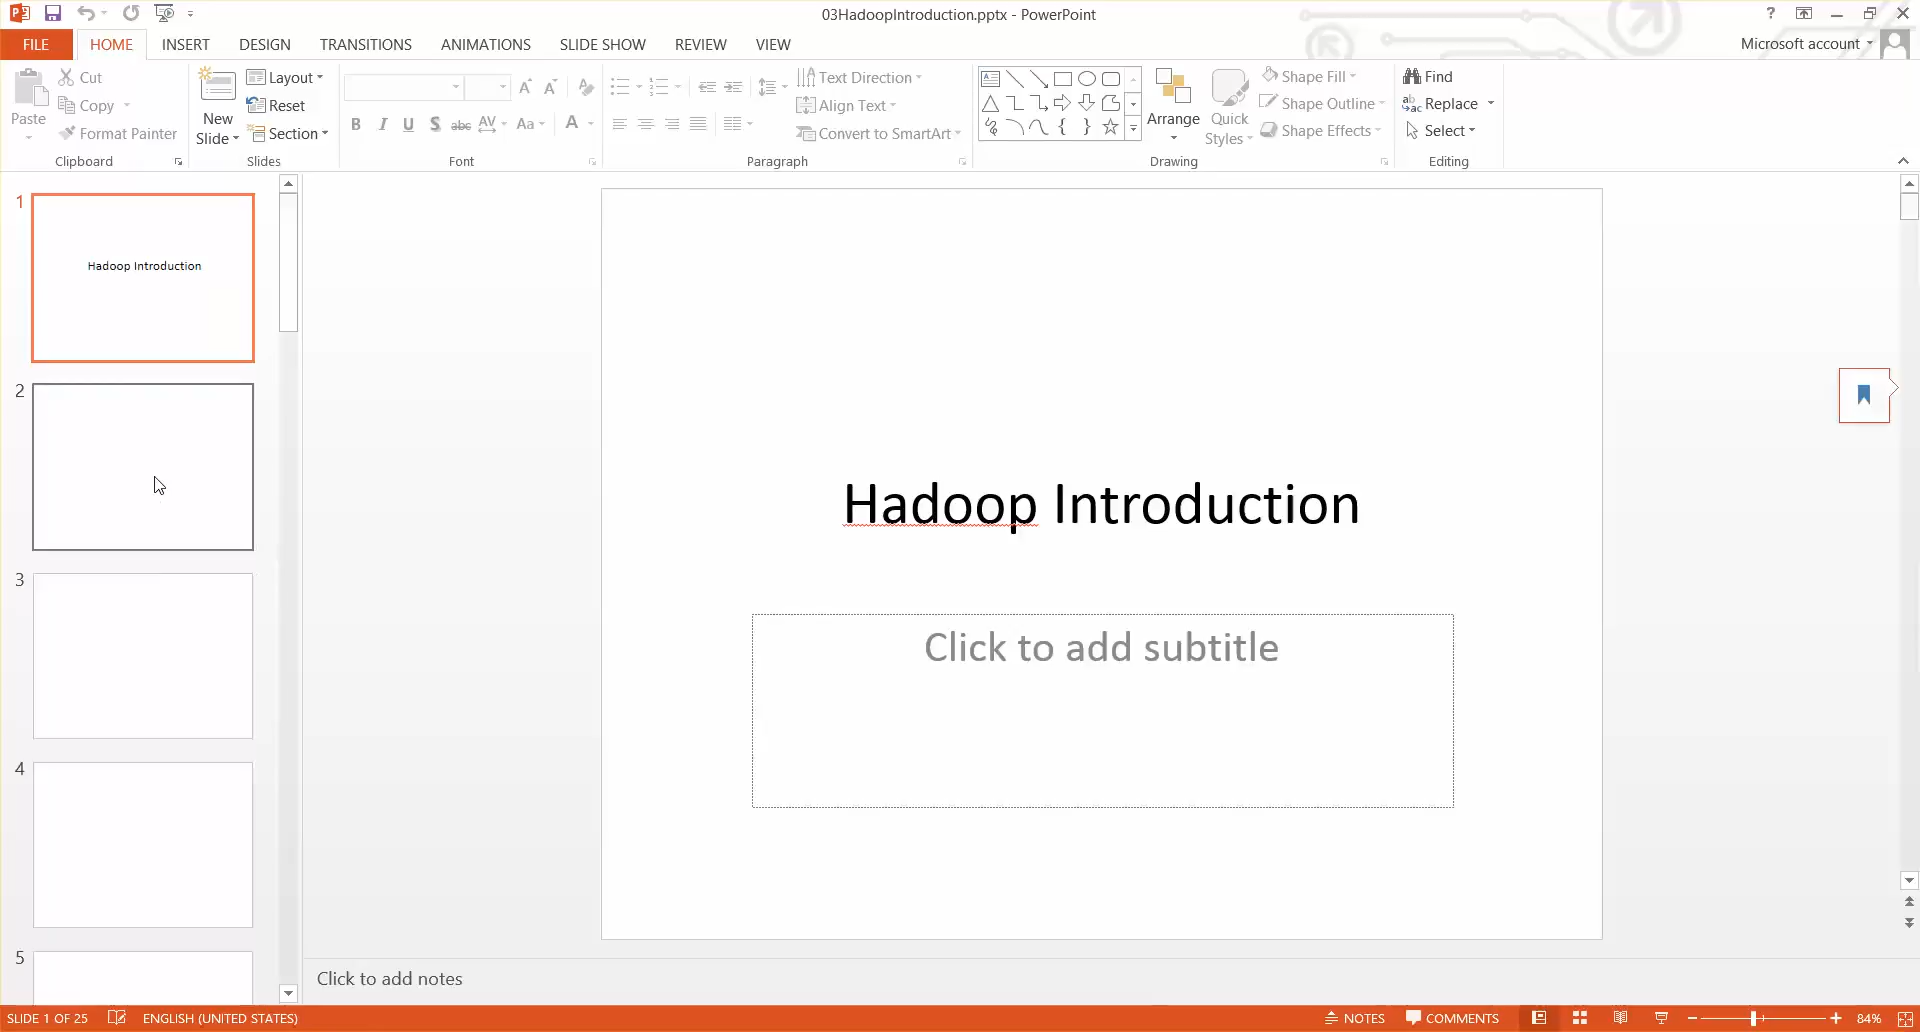 03HadoopIntroduction.pptx - PowerPoint
?
FILE
HOME
INSERT
DESIGN
TRANSITIONS
ANIMATIONS
SLIDE SHOW
REVIEW
VIEW
Microsoft account
Paste
Cut
Copy
Format Painter
Clipboard
New
Slide
Layout
Reset
Section
Slides
B I U S abc AV Aa A
Font
Text Direction
Align Text
Convert to SmartArt
Paragraph
Arrange
Quick
Styles
Shape Fill
Shape Outline
Shape Effects
Drawing
Find
Replace
Select
Editing
1
Hadoop Introduction
2
3
4
5
Hadoop Introduction
Click to add subtitle
Click to add notes
SLIDE 1 OF 25
ENGLISH (UNITED STATES)
NOTES
COMMENTS
84%